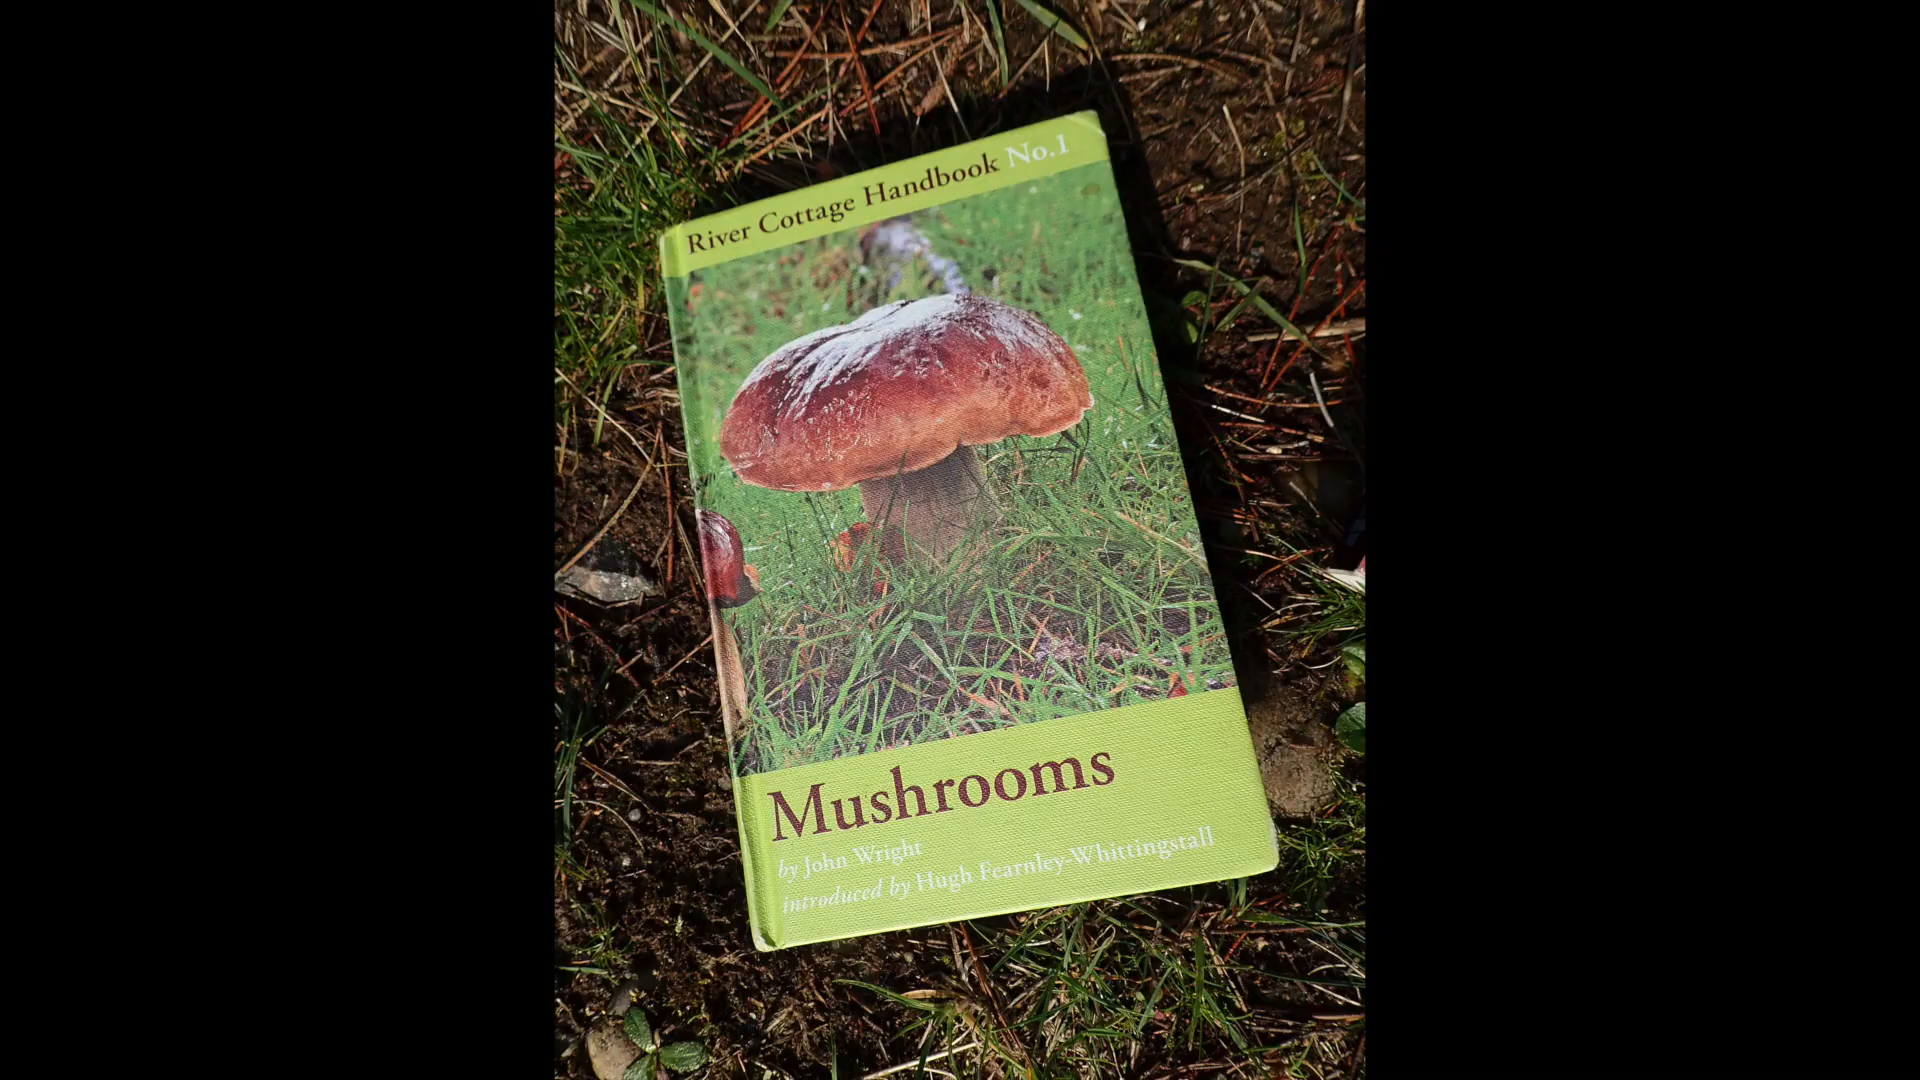 River Cottage Handbook No.1
Mushrooms
by John Wright
introduced by Hugh Fearnley-Whittingstall